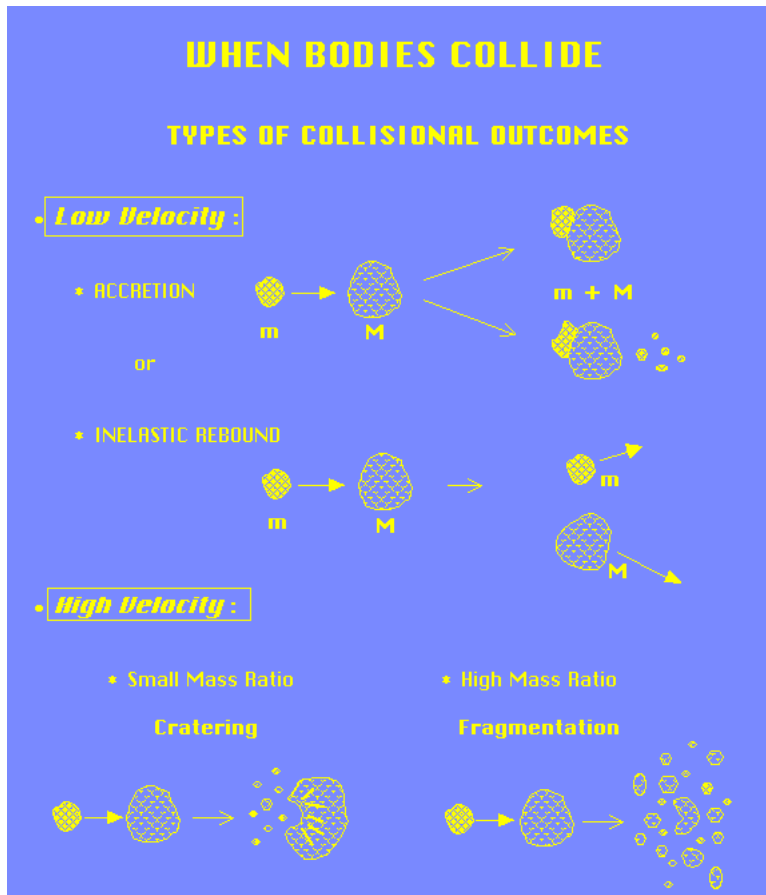 WHEN BODIES COLLIDE
TYPES OF COLLISIONAL OUTCOMES
• Low Velocity :
* ACCRETION
m
M
m + M
or
* INELASTIC REBOUND
m
M
m
M
• High Velocity :
* Small Mass Ratio
* High Mass Ratio
Cratering
Fragmentation